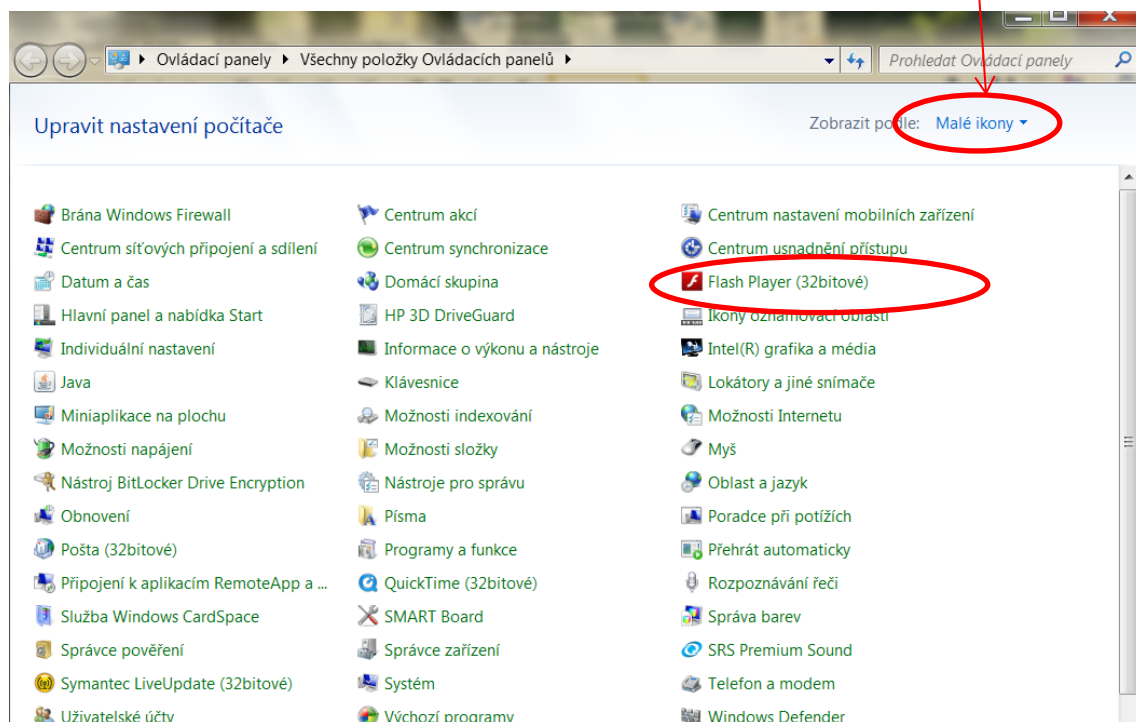 Ovládací panely Všechny položky Ovládacích panelů Prohledat Ovládací panely
Upravit nastavení počítače Zobrazit podle: Malé ikony
Brána Windows Firewall Centrum akcí Centrum nastavení mobilních zařízení
Centrum síťových připojení a sdílení Centrum synchronizace Centrum usnadnění přístupu
Datum a čas Domácí skupina Flash Player (32bitové)
Hlavní panel a nabídka Start HP 3D DriveGuard Ikony oznamovací oblasti
Individuální nastavení Informace o výkonu a nástroje Intel(R) grafika a média
Java Klávesnice Lokátory a jiné snímače
Miniaplikace na plochu Možnosti indexování Možnosti Internetu
Možnosti napájení Možnosti složky Myš
Nástroj BitLocker Drive Encryption Nástroje pro správu Oblast a jazyk
Obnovení Písma Poradce při potížích
Pošta (32bitové) Programy a funkce Přehrát automaticky
Připojení k aplikacím RemoteApp a ... QuickTime (32bitové) Rozpoznávání řeči
Služba Windows CardSpace SMART Board Správa barev
Správce pověření Správce zařízení SRS Premium Sound
Symantec LiveUpdate (32bitové) Systém Telefon a modem
Uživatelské účty Výchozí programy Windows Defender